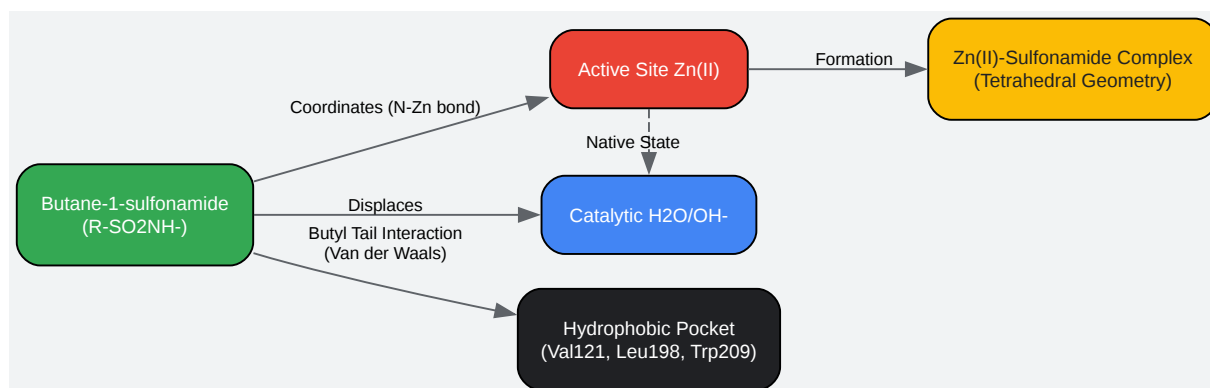 Butane-1-sulfonamide
(R-SO2NH-)
Coordinates (N-Zn bond)
Displaces
Butyl Tail Interaction
(Van der Waals)
Active Site Zn(II)
Native State
Catalytic H2O/OH-
Hydrophobic Pocket
(Val121, Leu198, Trp209)
Formation
Zn(II)-Sulfonamide Complex
(Tetrahedral Geometry)